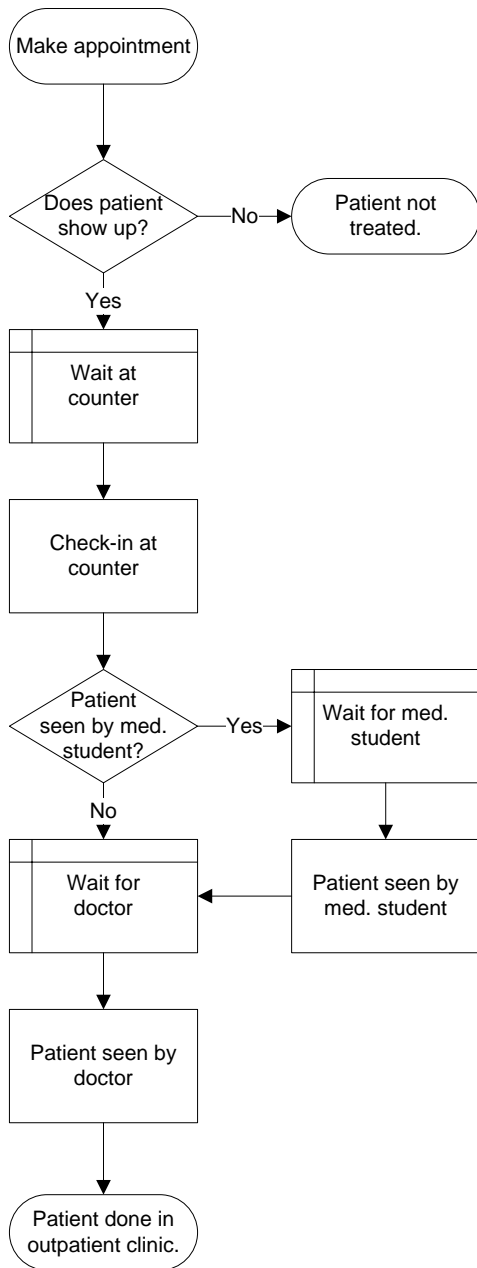 Make appointment
Does patient
show up?
No
Patient not
treated.
Yes
Wait at
counter
Check-in at
counter
Patient
seen by med.
student?
Yes
Wait for med.
student
No
Wait for
doctor
Patient seen by
med. student
Patient seen by
doctor
Patient done in
outpatient clinic.